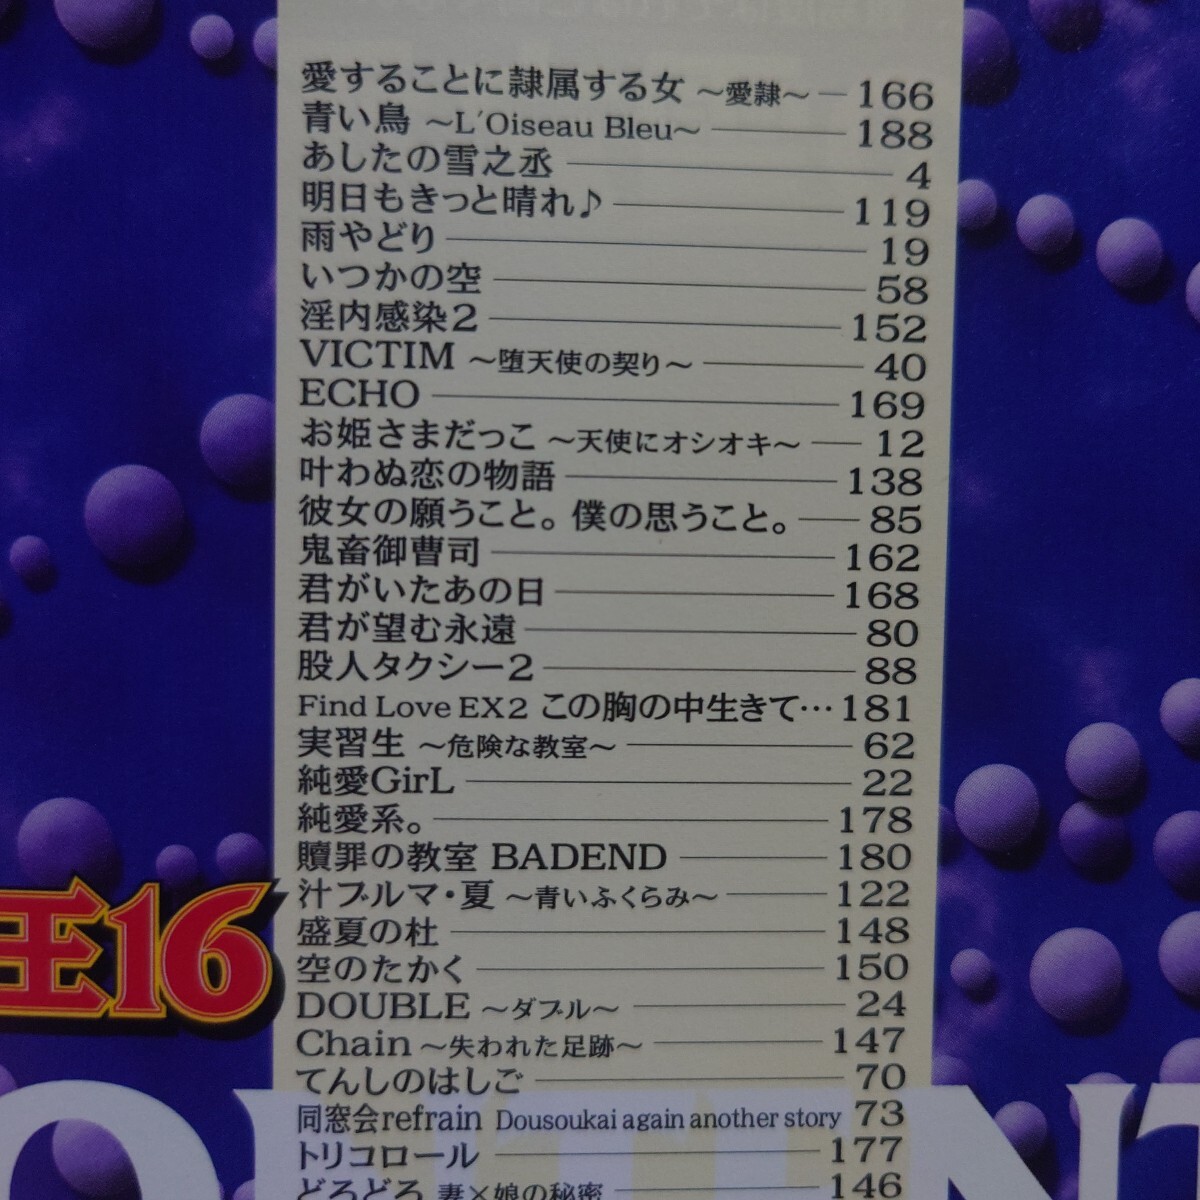 愛することに隷属する女 ～愛隷～ 166
青い鳥 ～L'Oiseau Bleu～ 188
あしたの雪之丞 4
明日もきっと晴れ♪ 119
雨やどり 19
いつかの空 58
淫内感染2 152
VICTIM ～堕天使の契り～ 40
ECHO 169
お姫さまだっこ ～天使にオシオキ～ 12
叶わぬ恋の物語 138
彼女の願うこと。僕の思うこと。 85
鬼畜御曹司 162
君がいたあの日 168
君が望む永遠 80
股人タクシー2 88
Find Love EX2 この胸の中生きて… 181
実習生 ～危険な教室～ 62
純愛GirL 22
純愛系。 178
贖罪の教室 BADEND 180
汁ブルマ・夏 ～青いふくらみ～ 122
盛夏の杜 148
空のたかく 150
DOUBLE ～ダブル～ 24
Chain ～失われた足跡～ 147
てんしのはしご 70
同窓会refrain Dousoukai again another story 73
トリコロール 177
どろどろ 妻×娘の秘密 146
王16